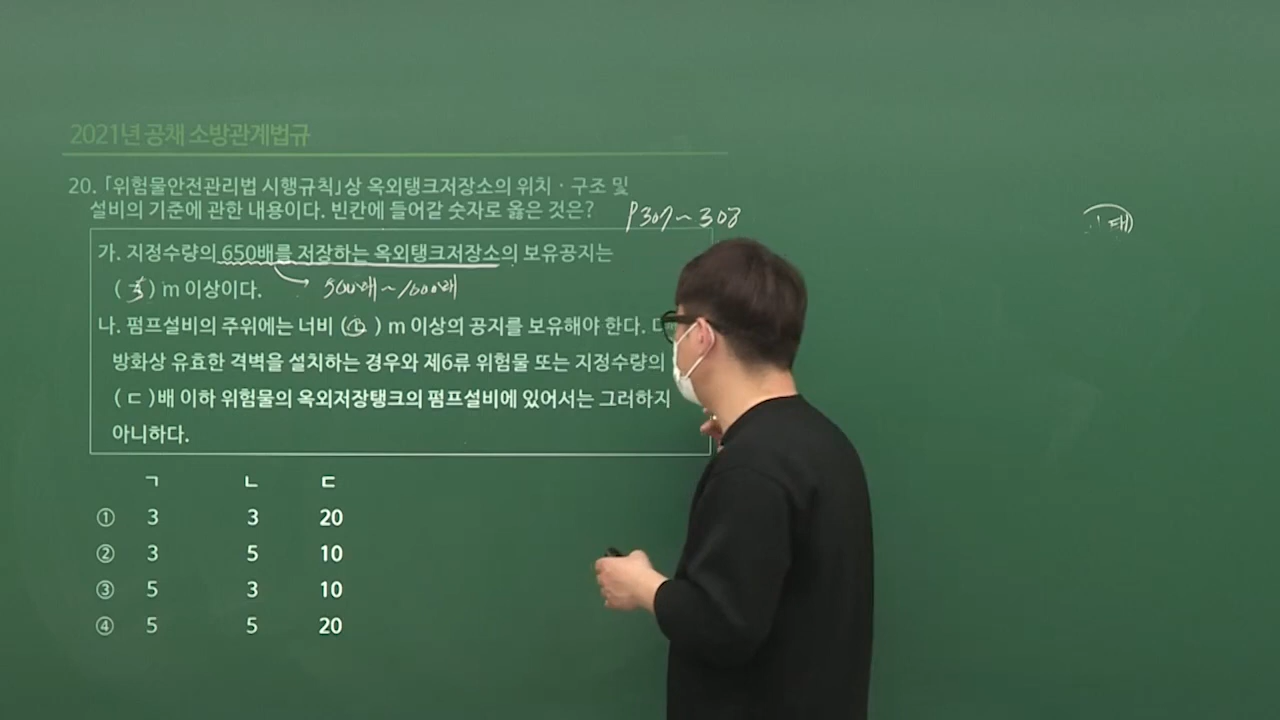 2021년 공채 소방관계법규
20. 「위험물안전관리법 시행규칙」상 옥외탱크저장소의 위치 · 구조 및
설비의 기준에 관한 내용이다. 빈칸에 들어갈 숫자로 옳은 것은?
P307~308
가. 지정수량의 650배를 저장하는 옥외탱크저장소의 보유공지는
( ) m 이상이다. 500배~1000배
나. 펌프설비의 주위에는 너비 ( ) m 이상의 공지를 보유해야 한다.
방화상 유효한 격벽을 설치하는 경우와 제6류 위험물 또는 지정수량의
( ㄷ )배 이하 위험물의 옥외저장탱크의 펌프설비에 있어서는 그러하지
아니하다.
ㄱ ㄴ ㄷ
① 3 3 20
② 3 5 10
③ 5 3 10
④ 5 5 20